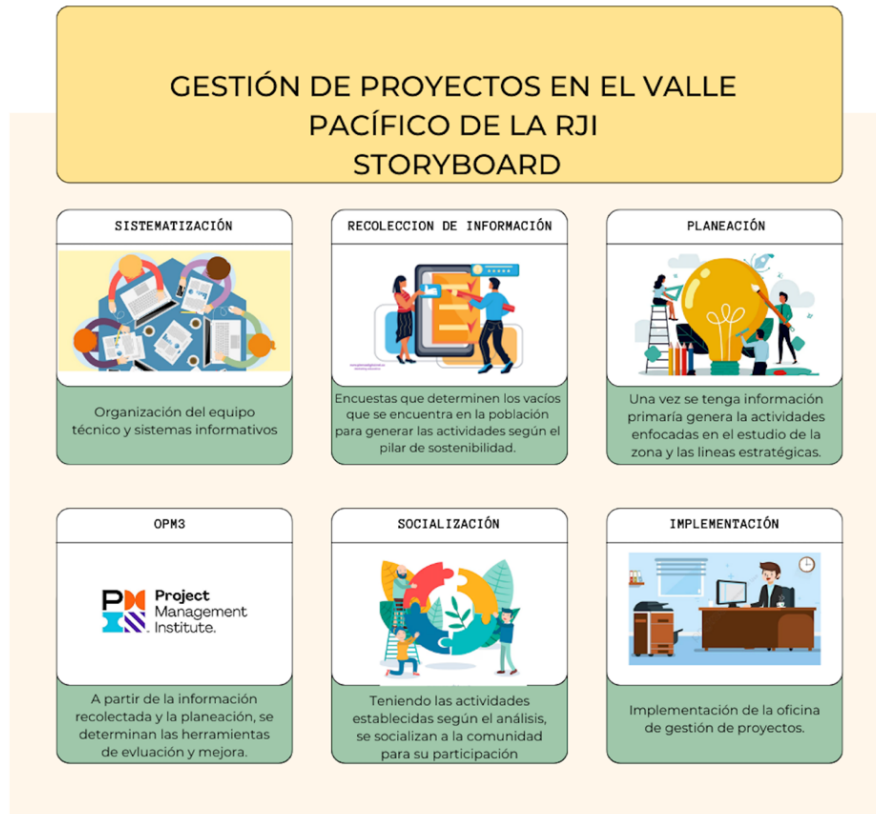 GESTIÓN DE PROYECTOS EN EL VALLE
PACÍFICO DE LA RJI
STORYBOARD
SISTEMATIZACIÓN
Organización del equipo
técnico y sistemas informativos
RECOLECCION DE INFORMACIÓN
Encuestas que determinen los vacíos
que se encuentra en la población
para generar las actividades según el
pilar de sostenibilidad.
PLANEACIÓN
Una vez se tenga información
primaría genera la actividades
enfocadas en el estudio de la
zona y las lineas estratégicas.
OPM3
Project
Management
Institute.
A partir de la información
recolectada y la planeación, se
determinan las herramientas
de evluación y mejora.
SOCIALIZACIÓN
Teniendo las actividades
establecidas según el análisis,
se socializan a la comunidad
para su participación
IMPLEMENTACIÓN
Implementación de la oficina
de gestión de proyectos.